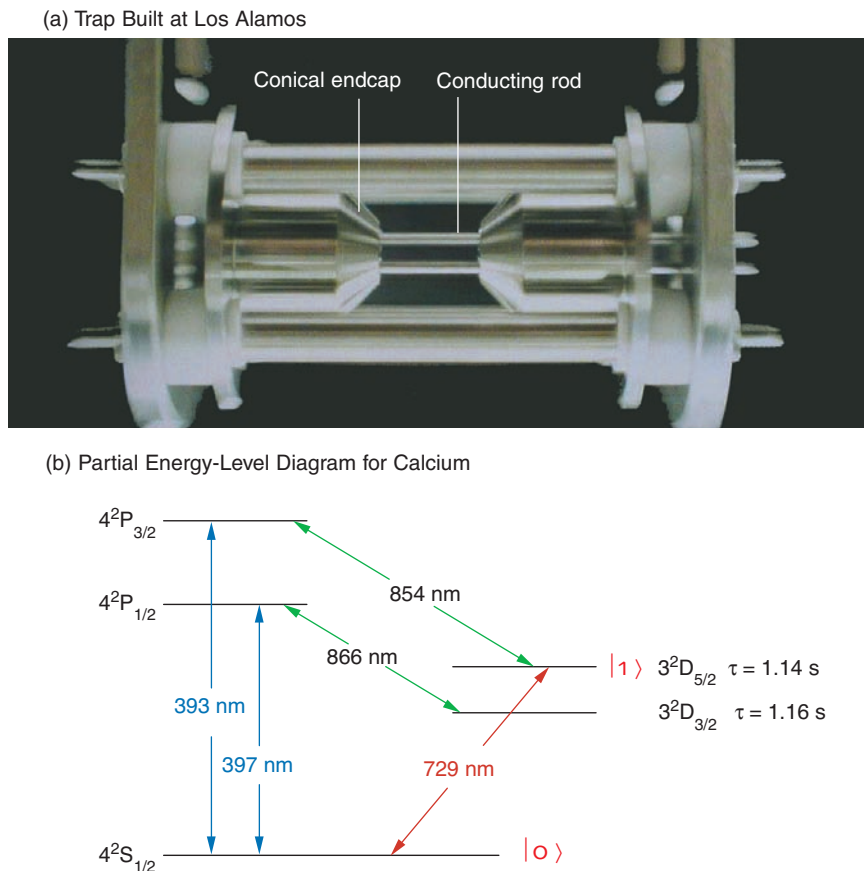 (a) Trap Built at Los Alamos
Conical endcap
Conducting rod
(b) Partial Energy-Level Diagram for Calcium
4²P₃/₂
854 nm
4²P₁/₂
866 nm
|1⟩ 3²D₅/₂ τ = 1.14 s
393 nm
3²D₃/₂ τ = 1.16 s
397 nm
729 nm
4²S₁/₂
|0⟩